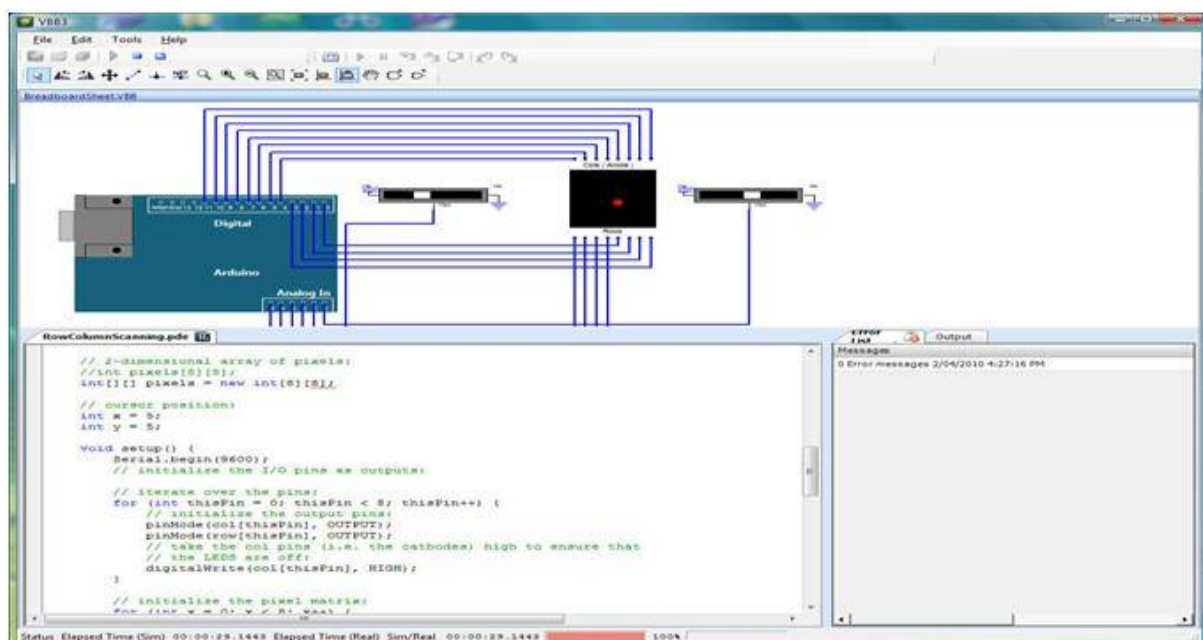 VBB3
File Edit Tools Help
BreadboardSheet.VBB
Digital
Arduino
Analog In
Cols (Anode)
Rows
RowColumnScanning.pde
// 2-dimensional array of pixels:
//int pixels[8][8];
int[][] pixels = new int[8][8];
// cursor position:
int x = 5;
int y = 5;
void setup() {
Serial.begin(9600);
// initialize the I/O pins as outputs:
// iterate over the pins:
for (int thisPin = 0; thisPin < 8; thisPin++) {
// initialize the output pins:
pinMode(col[thisPin], OUTPUT);
pinMode(row[thisPin], OUTPUT);
// take the col pins (i.e. the cathodes) high to ensure that
// the LEDS are off:
digitalWrite(col[thisPin], HIGH);
}
// initialize the pixel matrix:
for (int x = 0; x < 8; x++) {
Error List Output
Messages
0 Error messages 2/04/2010 4:27:16 PM
Status Elapsed Time (Sim) 00:00:29.1443 Elapsed Time (Real) Sim/Real 00:00:29.1443 100%